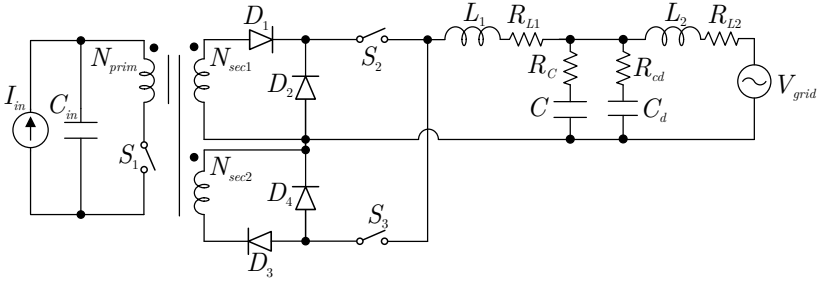 I_in
C_in
N_prim
S_1
N_sec1
D_1
D_2
S_2
N_sec2
D_4
D_3
S_3
L_1
R_L1
R_C
C
R_cd
C_d
L_2
R_L2
V_grid